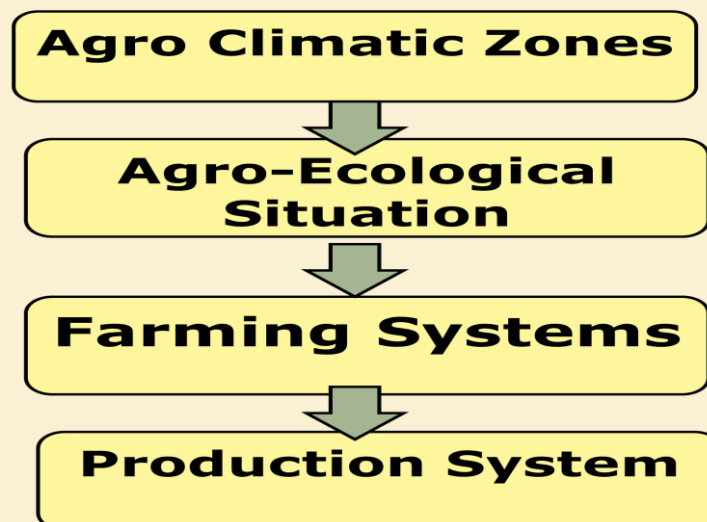 Agro Climatic Zones
Agro-Ecological
Situation
Farming Systems
Production System